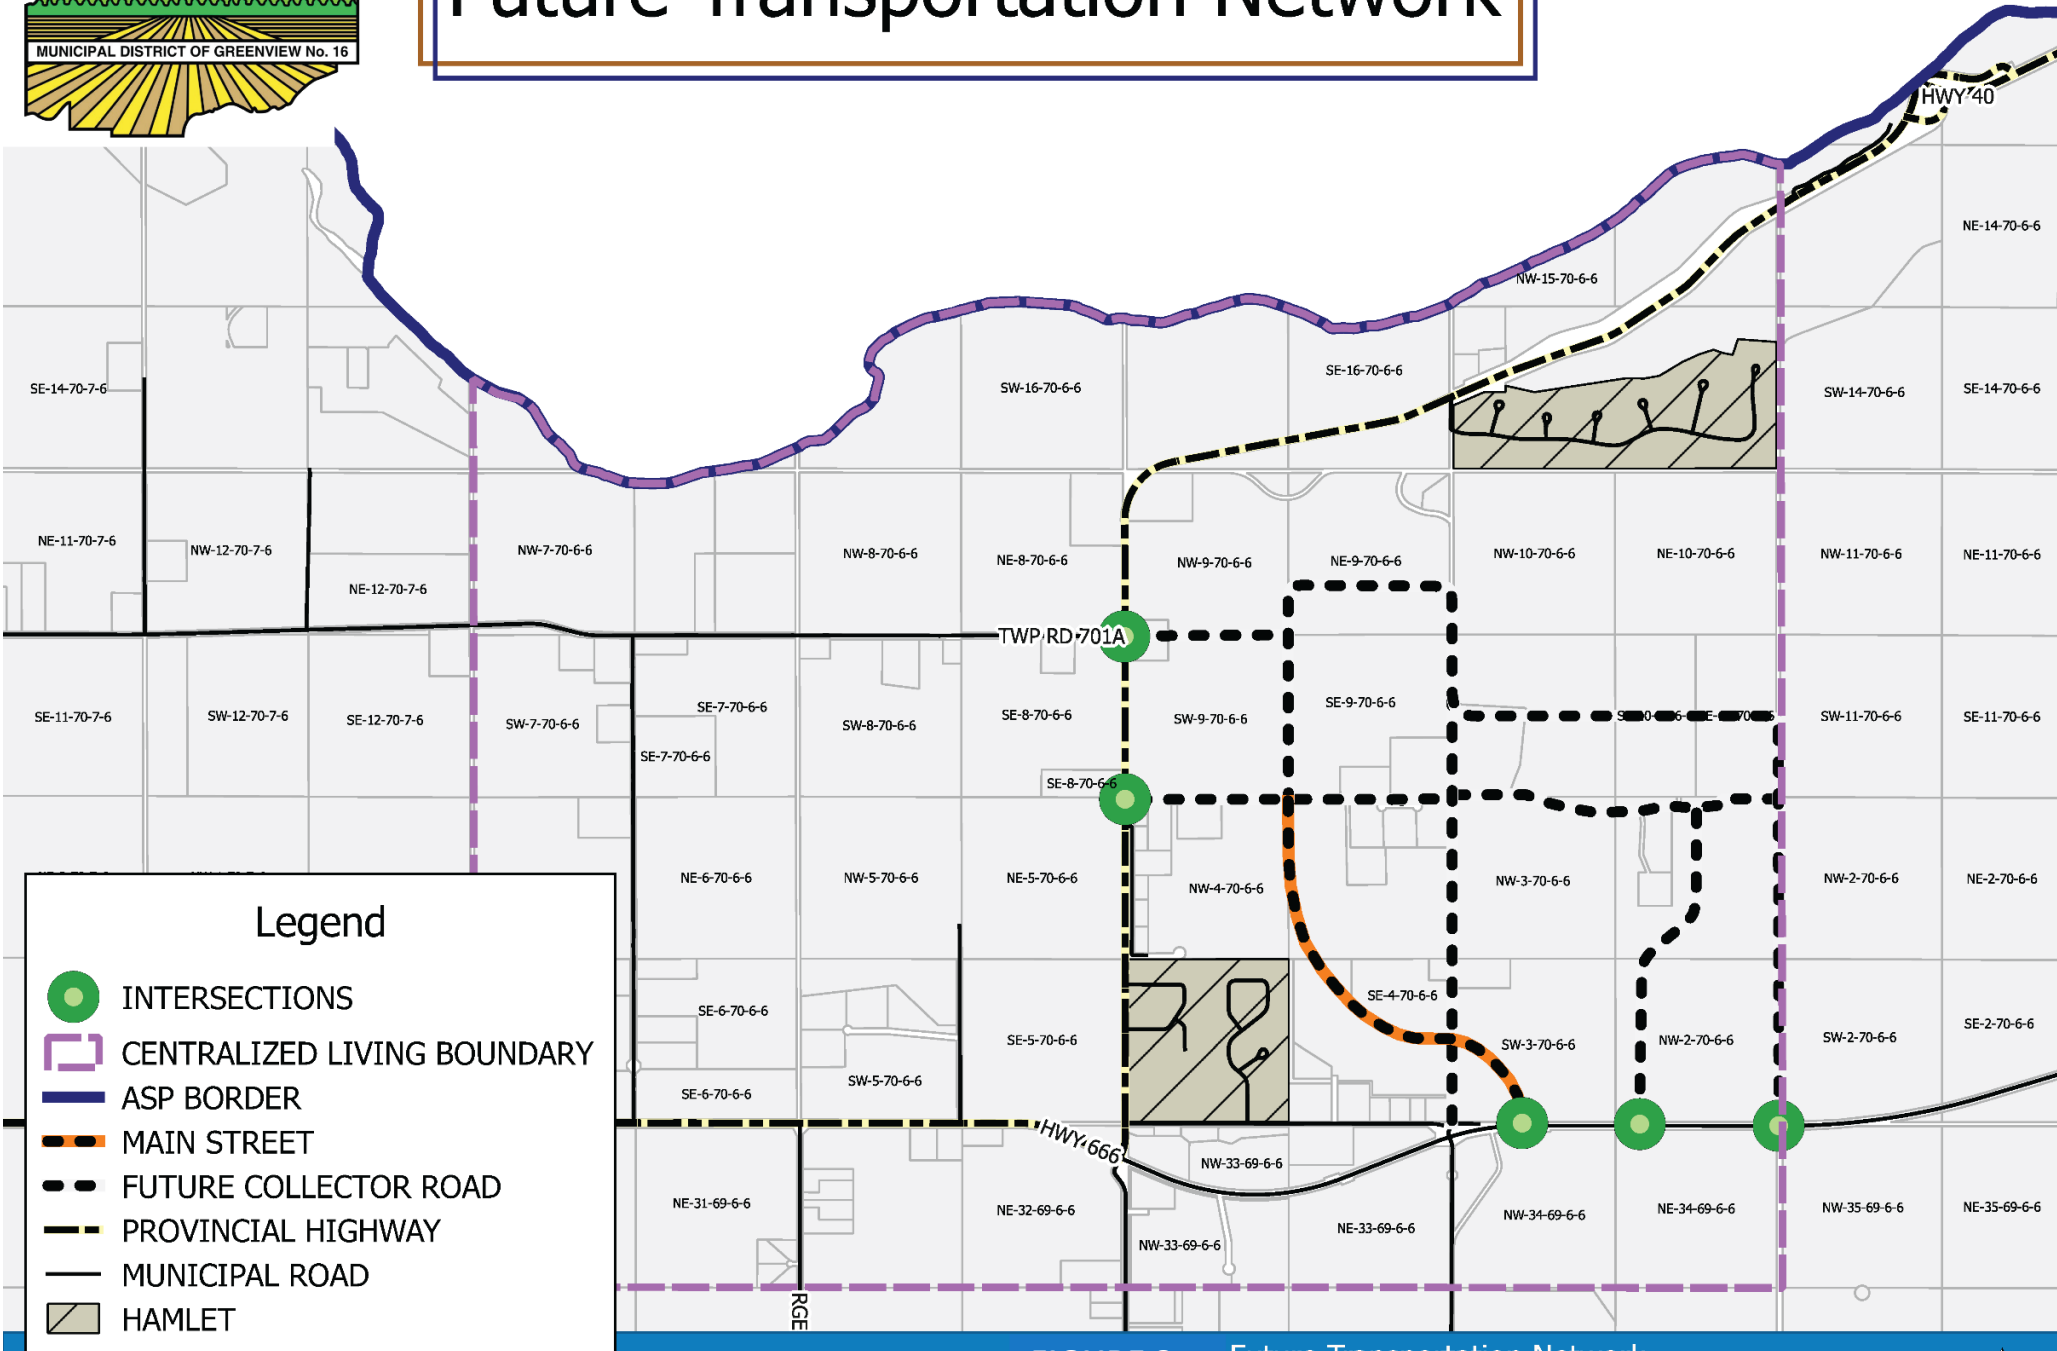 Future Transportation Network
MUNICIPAL DISTRICT OF GREENVIEW No. 16
HWY 40
NE-14-70-6-6
NW-15-70-6-6
SE-14-70-7-6
SW-16-70-6-6
SE-16-70-6-6
SW-14-70-6-6
SE-14-70-6-6
NE-11-70-7-6
NW-12-70-7-6
NE-12-70-7-6
NW-7-70-6-6
NW-8-70-6-6
NE-8-70-6-6
NW-9-70-6-6
NE-9-70-6-6
NW-10-70-6-6
NE-10-70-6-6
NW-11-70-6-6
NE-11-70-6-6
TWP RD 701A
SE-11-70-7-6
SW-12-70-7-6
SE-12-70-7-6
SW-7-70-6-6
SE-7-70-6-6
SE-7-70-6-6
SW-8-70-6-6
SE-8-70-6-6
SE-8-70-6-6
SW-9-70-6-6
SE-9-70-6-6
SW-11-70-6-6
SE-11-70-6-6
NE-6-70-6-6
NW-5-70-6-6
NE-5-70-6-6
NW-4-70-6-6
NW-3-70-6-6
NW-2-70-6-6
NE-2-70-6-6
SE-6-70-6-6
SE-5-70-6-6
SE-4-70-6-6
SW-3-70-6-6
NW-2-70-6-6
SW-2-70-6-6
SE-2-70-6-6
SE-6-70-6-6
SW-5-70-6-6
HWY 666
NW-33-69-6-6
NE-31-69-6-6
NE-32-69-6-6
NW-33-69-6-6
NE-33-69-6-6
NW-34-69-6-6
NE-34-69-6-6
NW-35-69-6-6
NE-35-69-6-6
RGE
Legend
INTERSECTIONS
CENTRALIZED LIVING BOUNDARY
ASP BORDER
MAIN STREET
FUTURE COLLECTOR ROAD
PROVINCIAL HIGHWAY
MUNICIPAL ROAD
HAMLET
Future Transportation Network